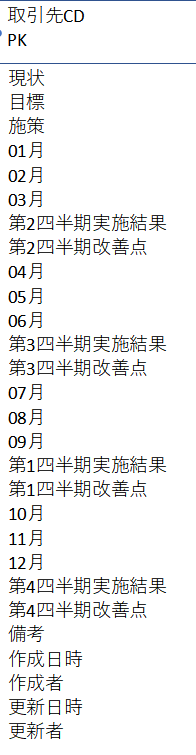 取引先CD
PK
現状
目標
施策
01月
02月
03月
第2四半期実施結果
第2四半期改善点
04月
05月
06月
第3四半期実施結果
第3四半期改善点
07月
08月
09月
第1四半期実施結果
第1四半期改善点
10月
11月
12月
第4四半期実施結果
第4四半期改善点
備考
作成日時
作成者
更新日時
更新者